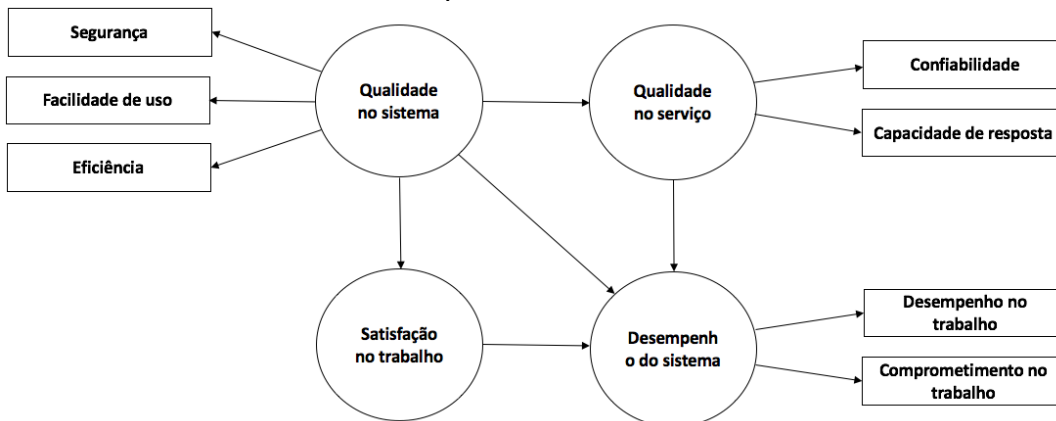 Segurança
Facilidade de uso
Eficiência
Qualidade
no sistema
Qualidade
no serviço
Confiabilidade
Capacidade de resposta
Satisfação
no trabalho
Desempenh
o do sistema
Desempenho no
trabalho
Comprometimento no
trabalho